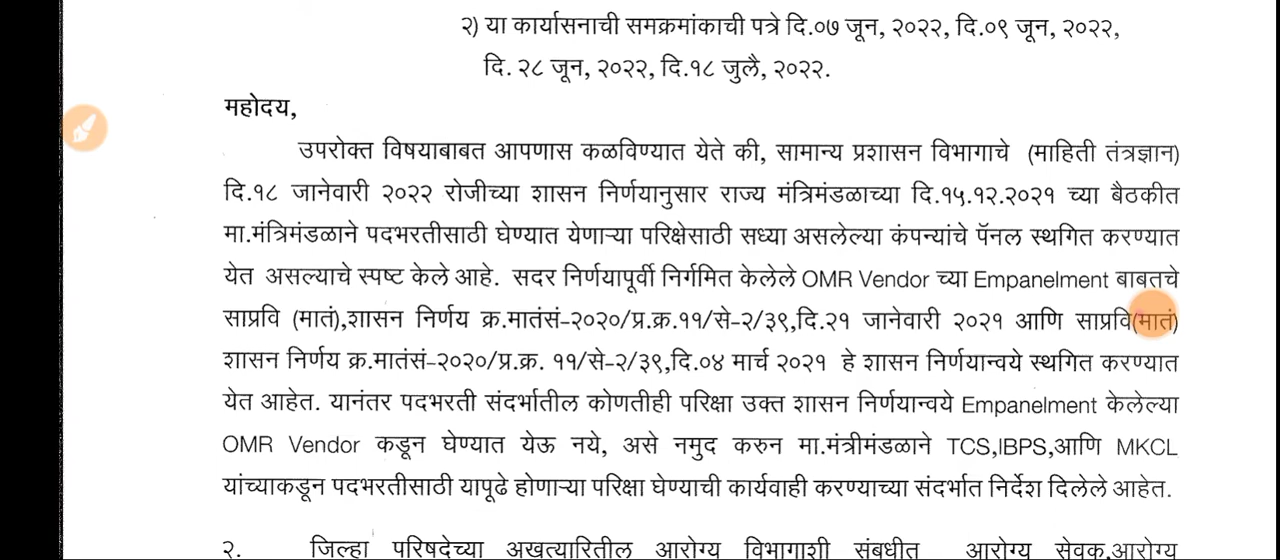 २) या कार्यासनाची समक्रमांकाची पत्रे दि.०७ जून, २०२२, दि.०९ जून, २०२२,
दि. २८ जून, २०२२, दि.१८ जुलै, २०२२.
महोदय,
उपरोक्त विषयाबाबत आपणास कळविण्यात येते की, सामान्य प्रशासन विभागाचे (माहिती तंत्रज्ञान)
दि.१८ जानेवारी २०२२ रोजीच्या शासन निर्णयानुसार राज्य मंत्रिमंडळाच्या दि.१५.१२.२०२१ च्या बैठकीत
मा.मंत्रिमंडळाने पदभरतीसाठी घेण्यात येणाऱ्या परिक्षेसाठी सध्या असलेल्या कंपन्यांचे पॅनल स्थगित करण्यात
येत असल्याचे स्पष्ट केले आहे. सदर निर्णयापूर्वी निर्गमित केलेले OMR Vendor च्या Empanelment बाबतचे
साप्रवि (मातं),शासन निर्णय क्र.मातंसं-२०२०/प्र.क्र.११/से-२/३९,दि.२१ जानेवारी २०२१ आणि साप्रवि(मातं)
शासन निर्णय क्र.मातंसं-२०२०/प्र.क्र. ११/से-२/३९,दि.०४ मार्च २०२१ हे शासन निर्णयान्वये स्थगित करण्यात
येत आहेत. यानंतर पदभरती संदर्भातील कोणतीही परिक्षा उक्त शासन निर्णयान्वये Empanelment केलेल्या
OMR Vendor कडून घेण्यात येऊ नये, असे नमुद करुन मा.मंत्रीमंडळाने TCS,IBPS,आणि MKCL
यांच्याकडून पदभरतीसाठी यापूढे होणाऱ्या परिक्षा घेण्याची कार्यवाही करण्याच्या संदर्भात निर्देश दिलेले आहेत.
२. जिल्हा परिषदेच्या अखत्यारितील आरोग्य विभागाशी संबधीत आरोग्य सेवक,आरोग्य